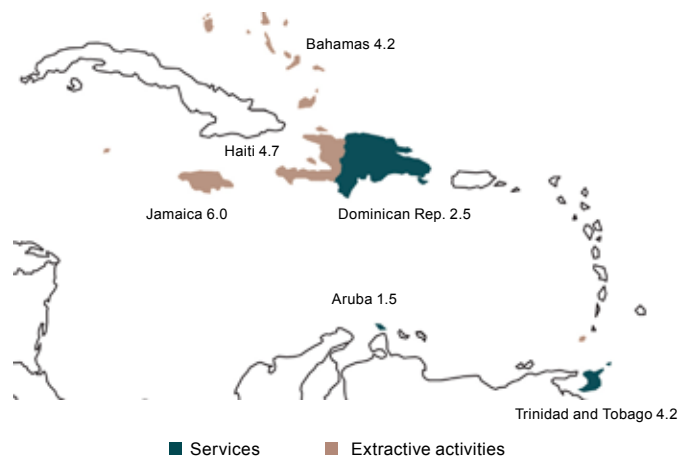 Bahamas 4.2
Haiti 4.7
Jamaica 6.0
Dominican Rep. 2.5
Aruba 1.5
Trinidad and Tobago 4.2
Services
Extractive activities